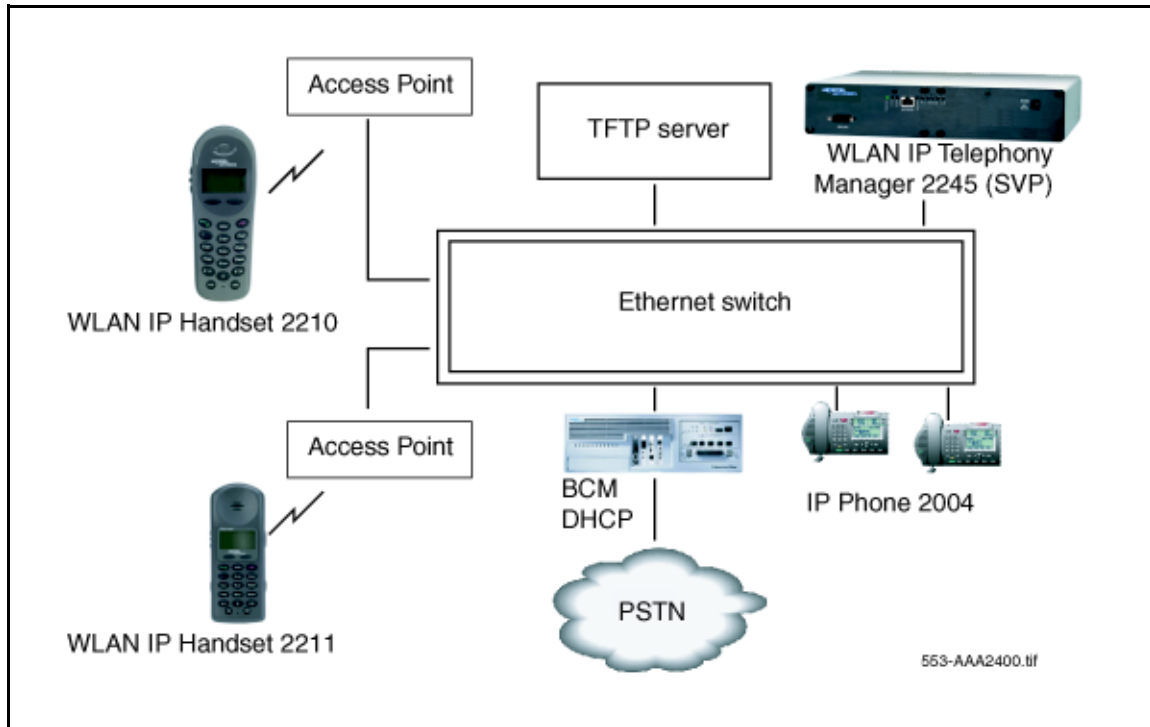 Access Point
TFTP server
WLAN IP Telephony
Manager 2245 (SVP)
WLAN IP Handset 2210
Ethernet switch
Access Point
BCM
DHCP
IP Phone 2004
PSTN
WLAN IP Handset 2211
553-AAA2400.tif